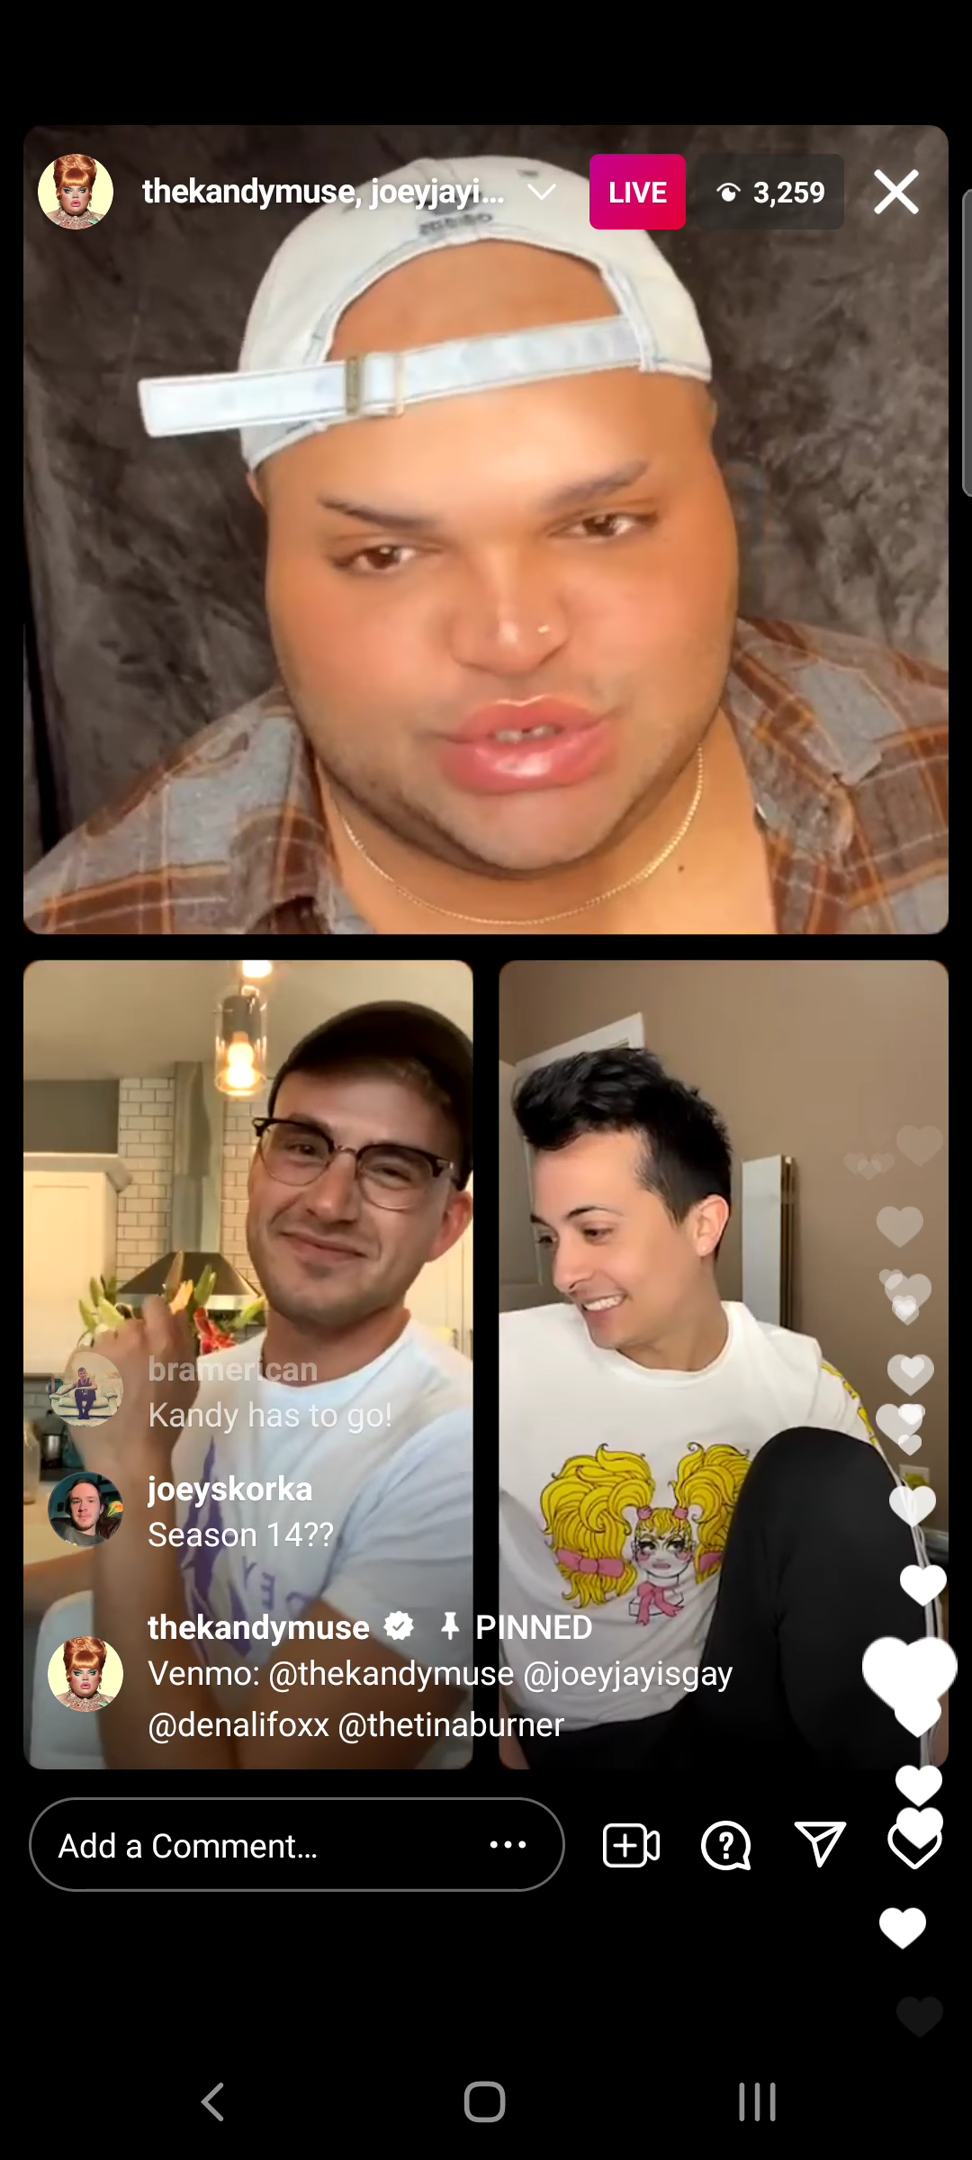 thekandymuse, joeyjayi...
LIVE
3,259
bramerican
Kandy has to go!
joeyskorka
Season 14??
thekandymuse PINNED
Venmo: @thekandymuse @joeyjayisgay
@denalifoxx @thetinaburner
Add a Comment...